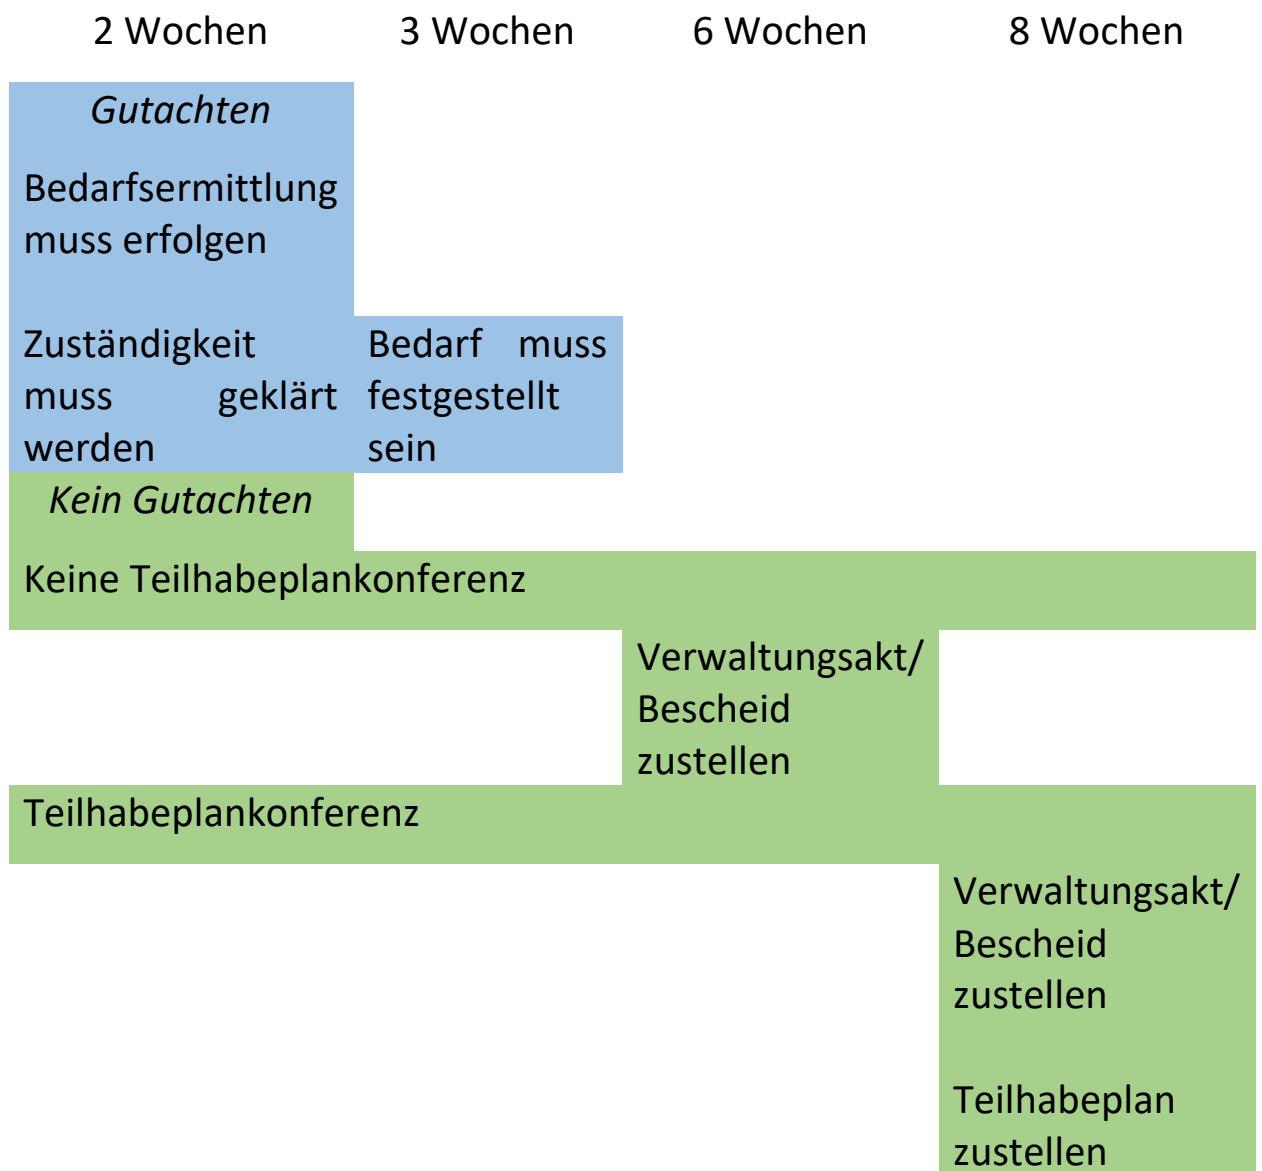 2 Wochen 3 Wochen 6 Wochen 8 Wochen
Gutachten
Bedarfsermittlung
muss erfolgen
Zuständigkeit
muss geklärt
werden
Bedarf muss
festgestellt
sein
Kein Gutachten
Keine Teilhabeplankonferenz
Verwaltungsakt/
Bescheid
zustellen
Teilhabeplankonferenz
Verwaltungsakt/
Bescheid
zustellen
Teilhabeplan
zustellen